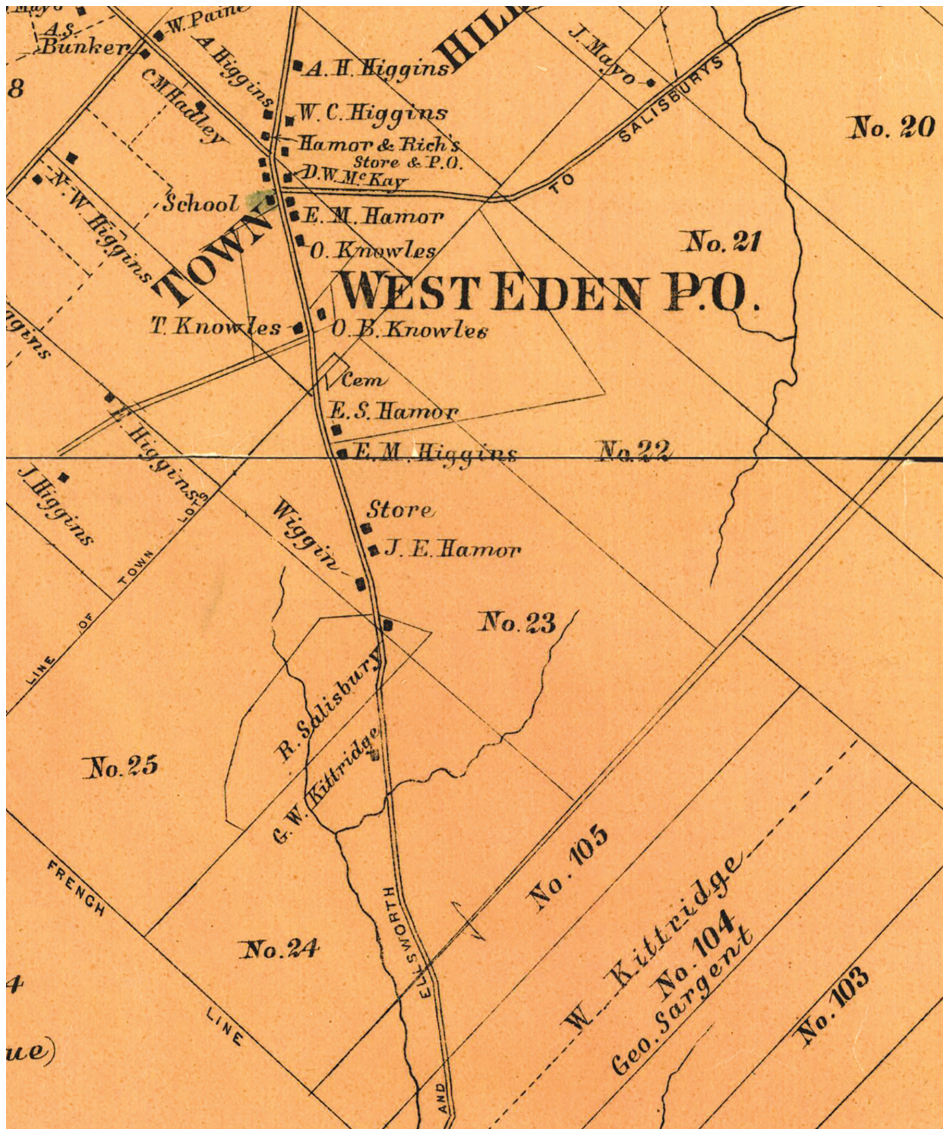 Mayo
A.S.
Bunker
W. Paine
A. Higgins
C.M. Hadley
8
HIL
J. Mayo
TO SALISBURYS
No. 20
A. H. Higgins
W. C. Higgins
Hamor & Rich's
Store & P.O.
D.W. McKay
School
E. M. Hamor
O. Knowles
N. W. Higgins
TOWN
No. 21
WEST EDEN P.O.
T. Knowles
O. B. Knowles
ggins
Cem
E. S. Hamor
E. M. Higgins
No. 22
E. Higgins
J. Higgins
LINE OF TOWN LOTS
Store
J. E. Hamor
Wiggin
No. 23
R. Salisbury
G. W. Kittridge
No. 25
FRENCH LINE
No. 24
ELLSWORTH AND
No. 105
W Kittridge
No. 104
Geo. Sargent
No. 103
4
ue)